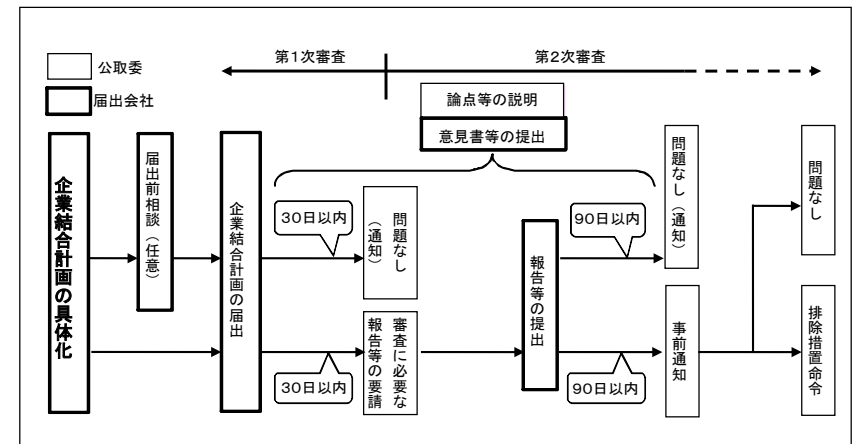 第1次審査
第2次審査
公取委
届出会社
論点等の説明
意見書等の提出
企業結合計画の具体化
届出前相談（任意）
企業結合計画の届出
30日以内
問題なし
（通知）
30日以内
審査に必要な
報告等の要請
報告等の提出
90日以内
問題なし（通知）
90日以内
事前通知
問題なし
排除措置命令